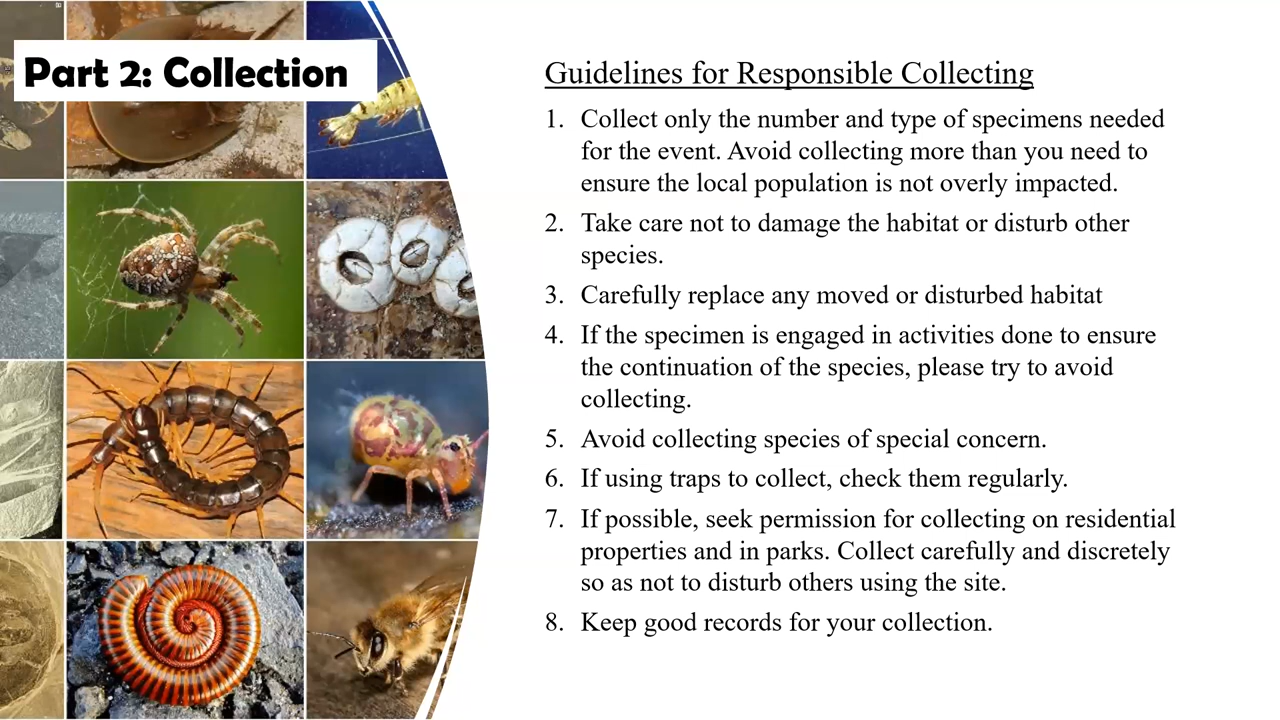 Part 2: Collection
Guidelines for Responsible Collecting
1. Collect only the number and type of specimens needed
for the event. Avoid collecting more than you need to
ensure the local population is not overly impacted.
2. Take care not to damage the habitat or disturb other
species.
3. Carefully replace any moved or disturbed habitat
4. If the specimen is engaged in activities done to ensure
the continuation of the species, please try to avoid
collecting.
5. Avoid collecting species of special concern.
6. If using traps to collect, check them regularly.
7. If possible, seek permission for collecting on residential
properties and in parks. Collect carefully and discretely
so as not to disturb others using the site.
8. Keep good records for your collection.